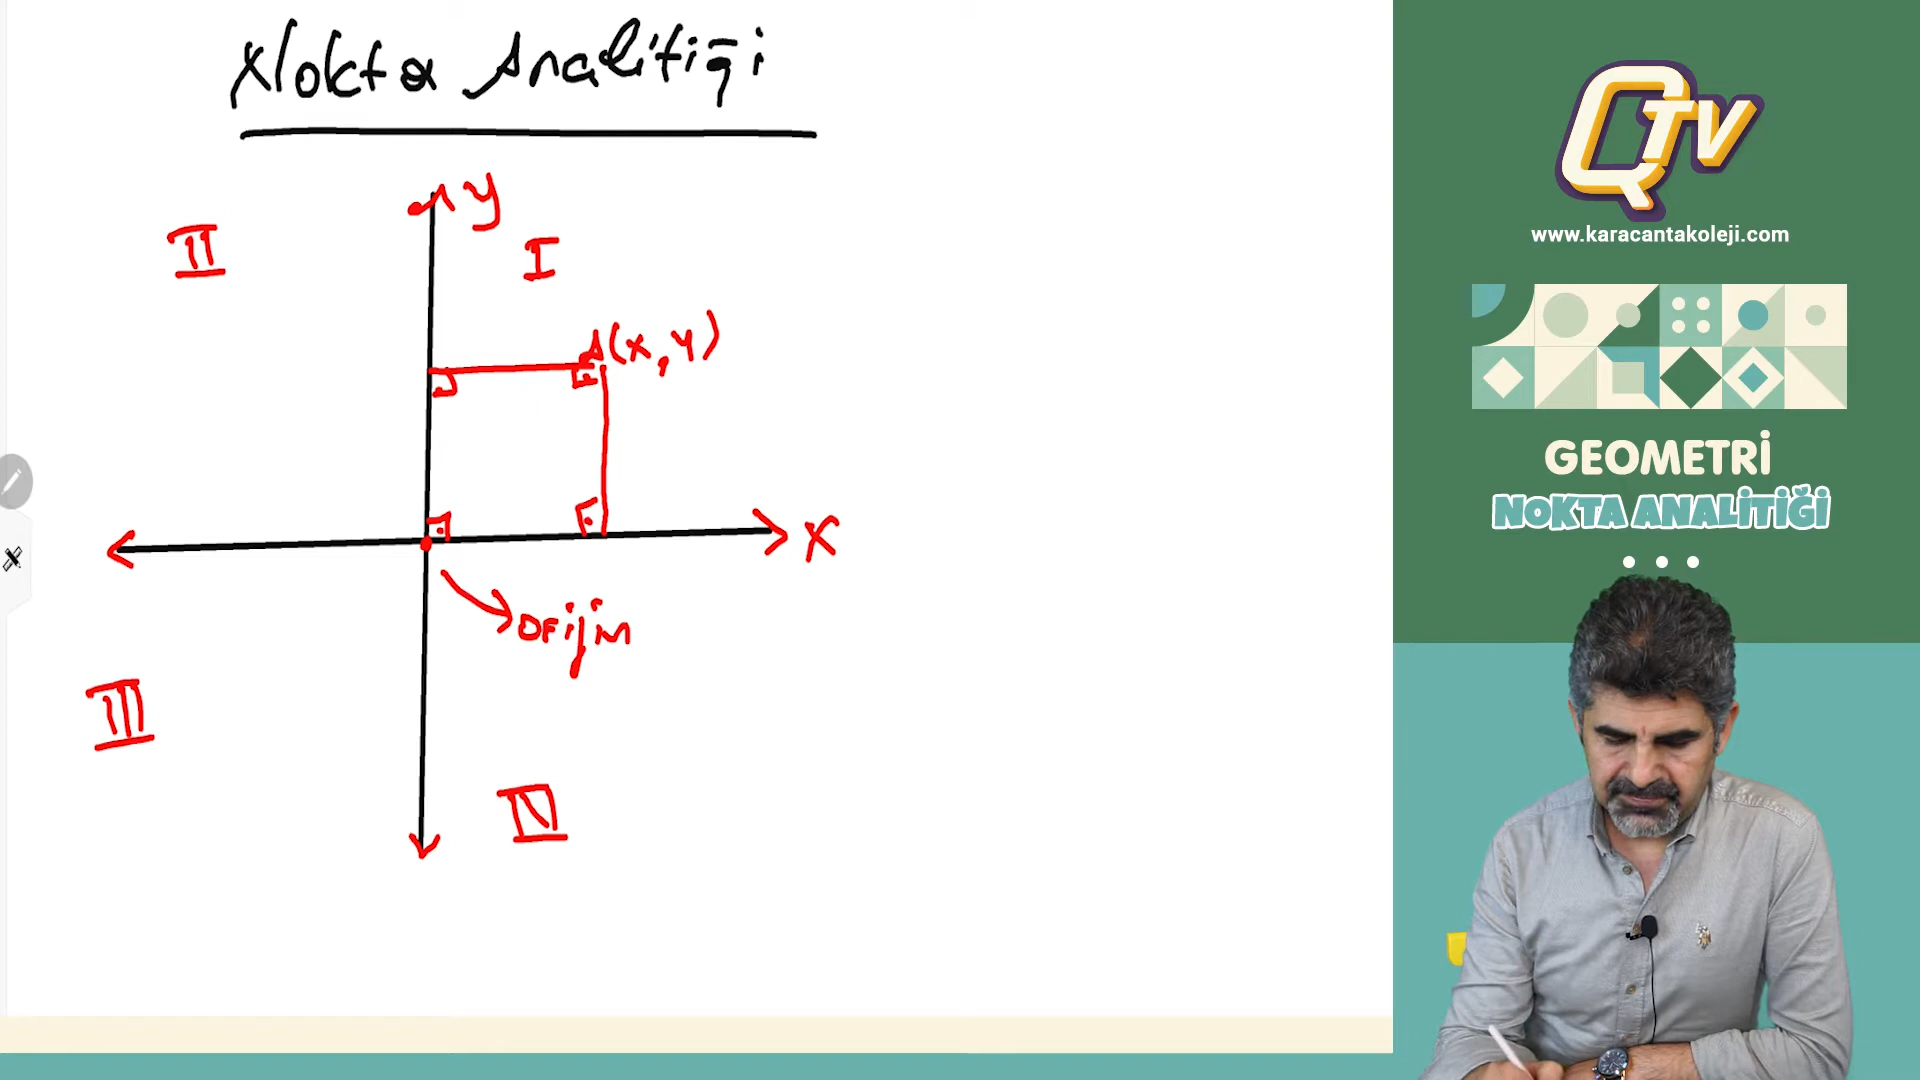 Nokta Analitiği
y
II
I
A(x, y)
x
Orijin
III
IV
QTV
www.karacantakoleji.com
GEOMETRİ
NOKTA ANALİTİĞİ